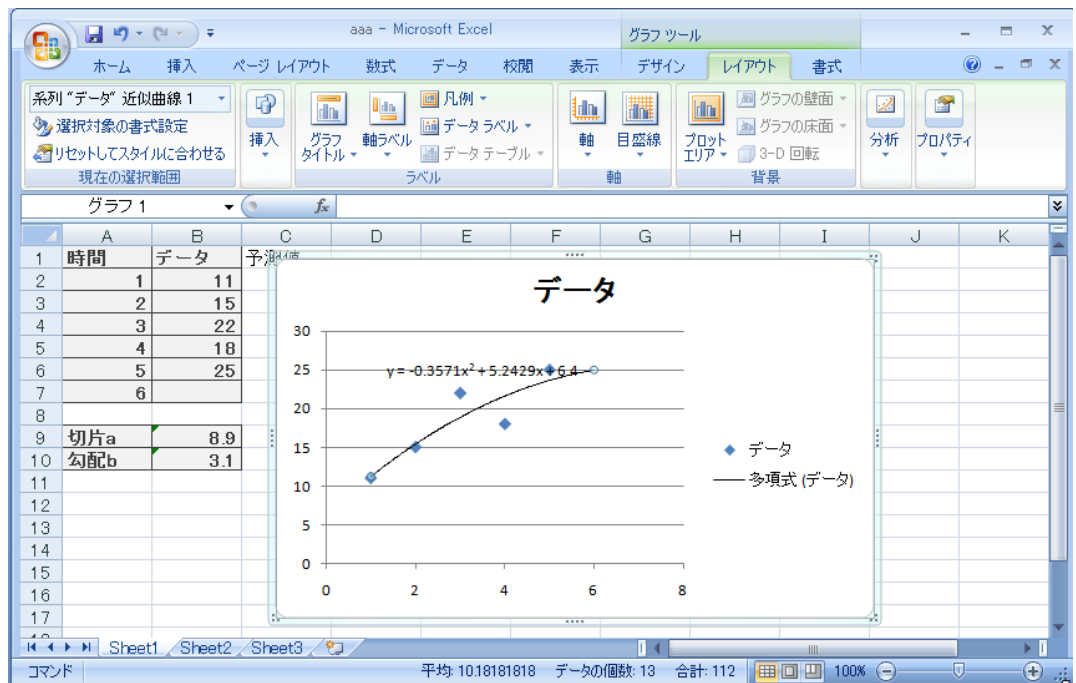 aaa - Microsoft Excel
グラフ ツール
ホーム 挿入 ページ レイアウト 数式 データ 校閲 表示 デザイン レイアウト 書式
系列 "データ" 近似曲線 1
選択対象の書式設定
リセットしてスタイルに合わせる
現在の選択範囲
挿入
グラフ
タイトル
軸ラベル
凡例
データ ラベル
データ テーブル
ラベル
軸
目盛線
軸
プロット
エリア
グラフの壁面
グラフの床面
3-D 回転
背景
分析
プロパティ
グラフ 1
fx
A B C D E F G H I J K
1 時間 データ 予測値
2 1 11
3 2 15
4 3 22
5 4 18
6 5 25
7 6
8
9 切片a 8.9
10 勾配b 3.1
11
12
13
14
15
16
17
データ
30
25
20
15
10
5
0
0 2 4 6 8
y = -0.3571x² + 5.2429x + 6.4
データ
多項式 (データ)
Sheet1 Sheet2 Sheet3
コマンド
平均: 10.18181818 データの個数: 13 合計: 112 100%